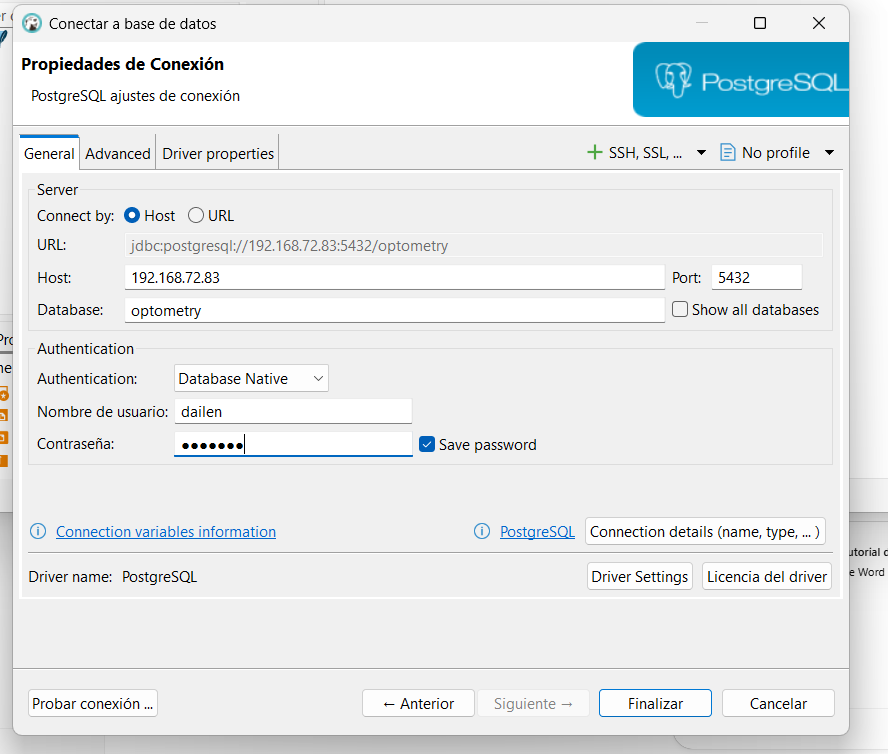 Conectar a base de datos
Propiedades de Conexión
PostgreSQL ajustes de conexión
PostgreSQL
General Advanced Driver properties
SSH, SSL, ... No profile
Server
Connect by: Host URL
URL: jdbc:postgresql://192.168.72.83:5432/optometry
Host: 192.168.72.83 Port: 5432
Database: optometry Show all databases
Authentication
Authentication: Database Native
Nombre de usuario: dailen
Contraseña: ●●●●●●● Save password
Connection variables information PostgreSQL Connection details (name, type, ... )
Driver name: PostgreSQL Driver Settings Licencia del driver
Probar conexión ... ← Anterior Siguiente → Finalizar Cancelar